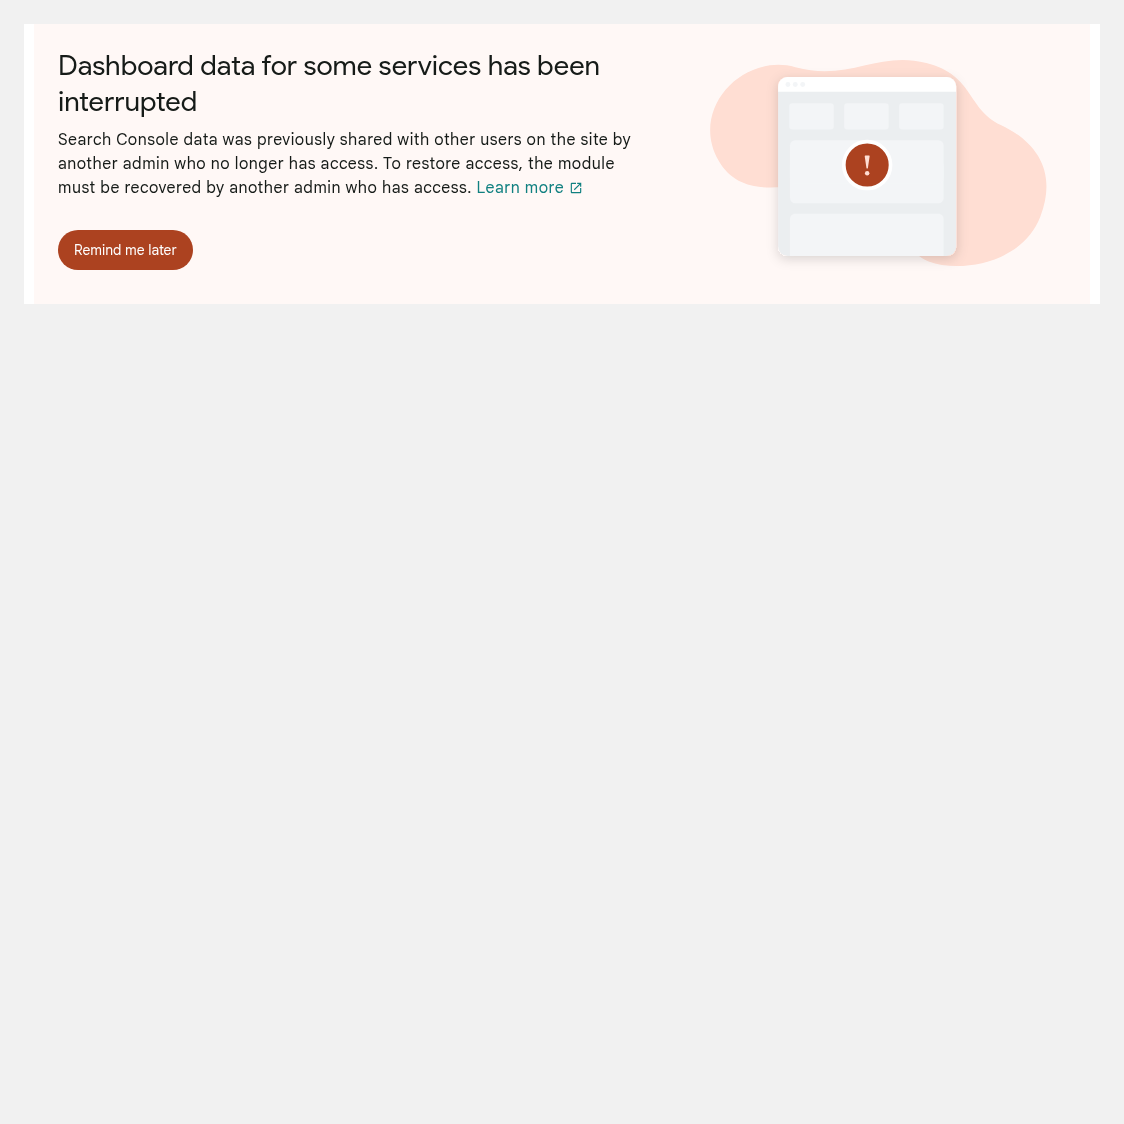 Dashboard data for some services has been
interrupted
Search Console data was previously shared with other users on the site by
another admin who no longer has access. To restore access, the module
must be recovered by another admin who has access. Learn more
Remind me later
!